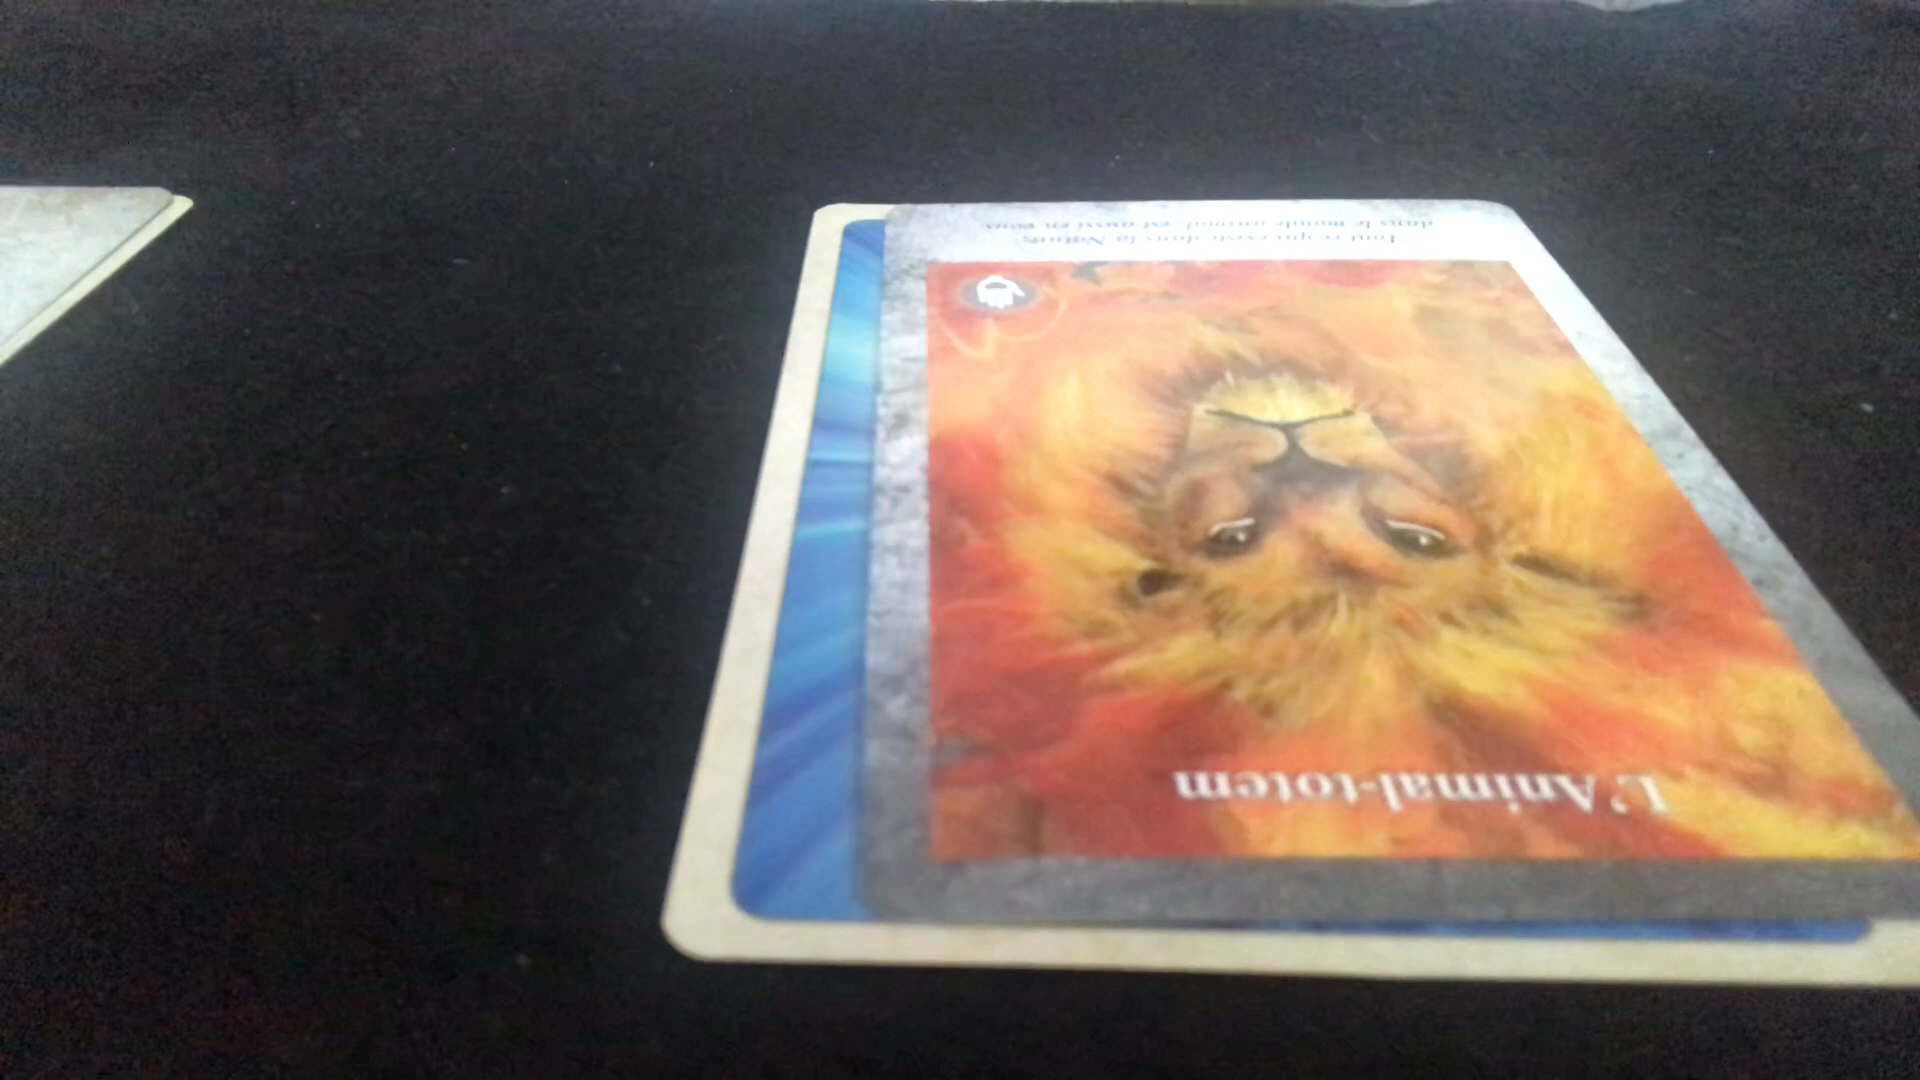 L'Animal-totem
Tout ce qui existe dans la Nature,
dans le monde animal, est aussi en vous